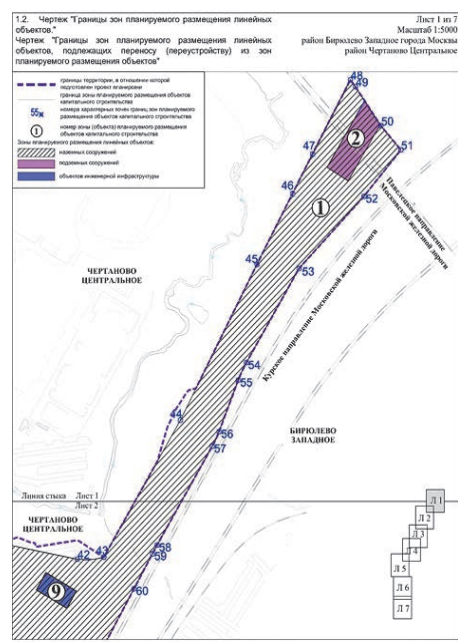 1.2. Чертеж "Границы зон планируемого размещения линейных
объектов."
Чертеж "Границы зон планируемого размещения линейных
объектов, подлежащих переносу (переустройству) из зон
планируемого размещения объектов"
Лист 1 из 7
Масштаб 1:5000
район Бирюлево Западное города Москвы
район Чертаново Центральное
границы территории, в отношении которой
подготовлен проект планировки
граница зоны планируемого размещения объектов
капитального строительства
55ж
номера характерных точек границ зон планируемого
размещения объектов капитального строительства
1
номер зоны (объекта) планируемого размещения
объектов капитального строительства
Зоны планируемого размещения линейных объектов:
наземных сооружений
подземных сооружений
объектов инженерной инфраструктуры
48
49
50
2
51
47
46
52
1
Павелецкое направление
Московской железной дороги
45
53
Курское направление Московской железной дороги
ЧЕРТАНОВО
ЦЕНТРАЛЬНОЕ
54
55
44
56
57
БИРЮЛЕВО
ЗАПАДНОЕ
Линия стыка Лист 1
Лист 2
ЧЕРТАНОВО
ЦЕНТРАЛЬНОЕ
42
43
58
59
9
60
Л 1
Л 2
Л 3
Л 4
Л 5
Л 6
Л 7